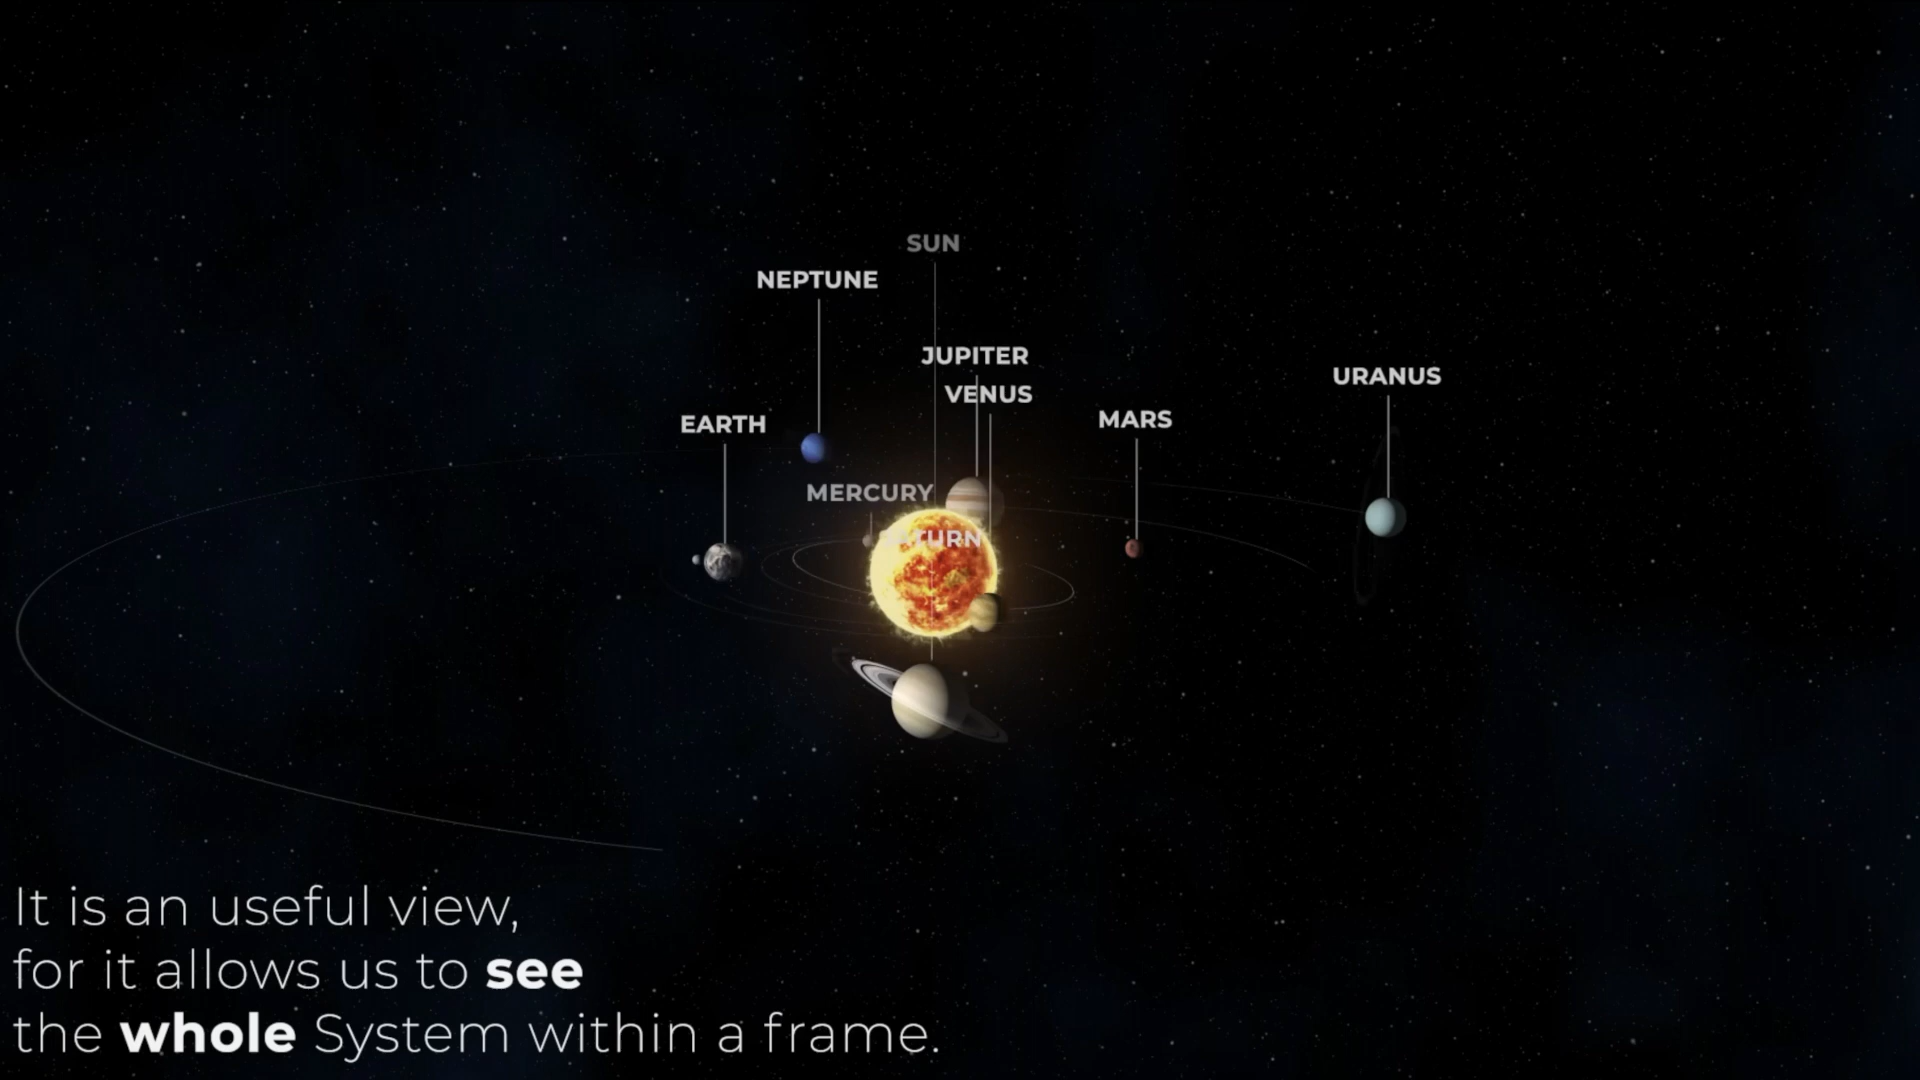 SUN
NEPTUNE
JUPITER
URANUS
VENUS
MARS
EARTH
MERCURY
SATURN
It is an useful view,
for it allows us to see
the whole System within a frame.